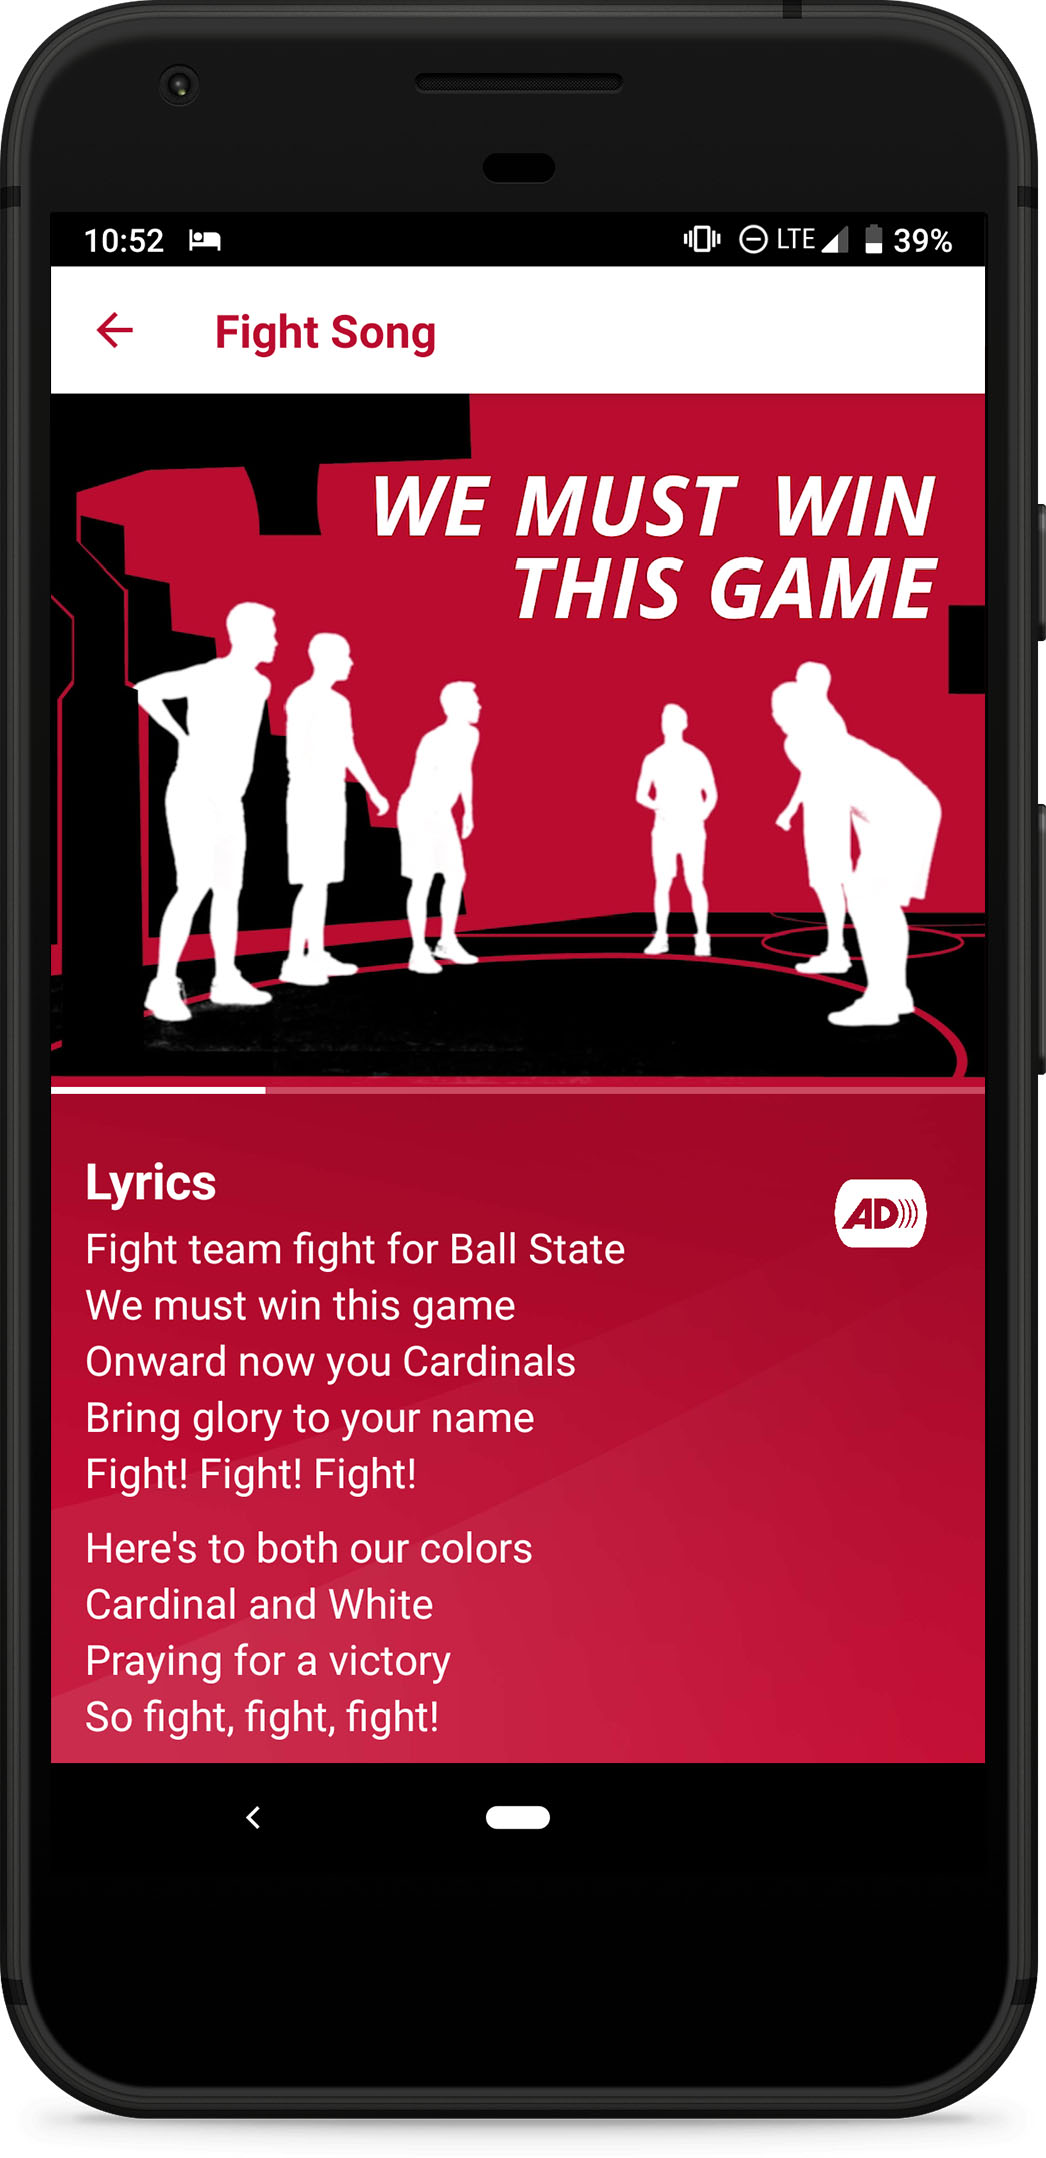 10:52 LTE 39%
Fight Song
WE MUST WIN
THIS GAME
Lyrics
AD
Fight team fight for Ball State
We must win this game
Onward now you Cardinals
Bring glory to your name
Fight! Fight! Fight!
Here's to both our colors
Cardinal and White
Praying for a victory
So fight, fight, fight!